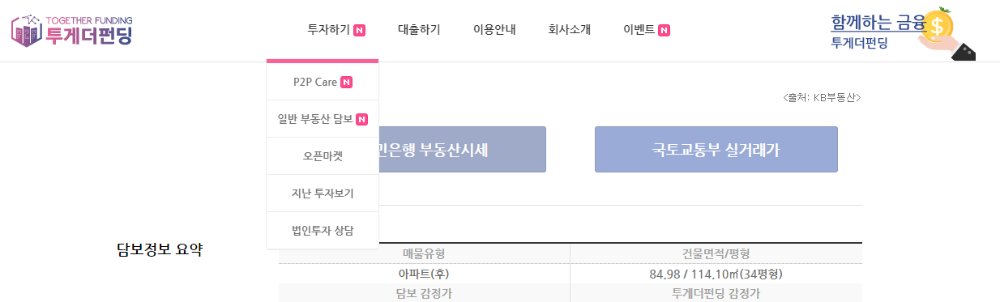 TOGETHER FUNDING
투게더펀딩
투자하기 N
대출하기
이용안내
회사소개
이벤트 N
함께하는 금융
투게더펀딩
P2P Care N
일반 부동산 담보 N
오픈마켓
지난 투자보기
법인투자 상담
<출처: KB부동산>
민은행 부동산시세
국토교통부 실거래가
담보정보 요약
매물유형
건물면적/평형
아파트(후)
84.98 / 114.10㎡(34평형)
담보 감정가
투게더펀딩 감정가